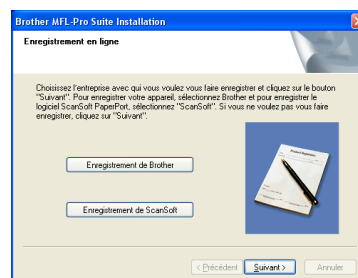 Brother MFL-Pro Suite Installation
Enregistrement en ligne
Choisissez l'entreprise avec qui vous voulez vous faire enregistrer et cliquez sur le bouton
"Suivant". Pour enregistrer votre appareil, sélectionnez Brother et pour enregistrer le
logiciel ScanSoft PaperPort, sélectionnez "ScanSoft". Si vous ne voulez pas vous faire
enregistrer, cliquez sur "Suivant".
Enregistrement de Brother
Enregistrement de ScanSoft
Product Registration
< Précédent
Suivant >
Annuler